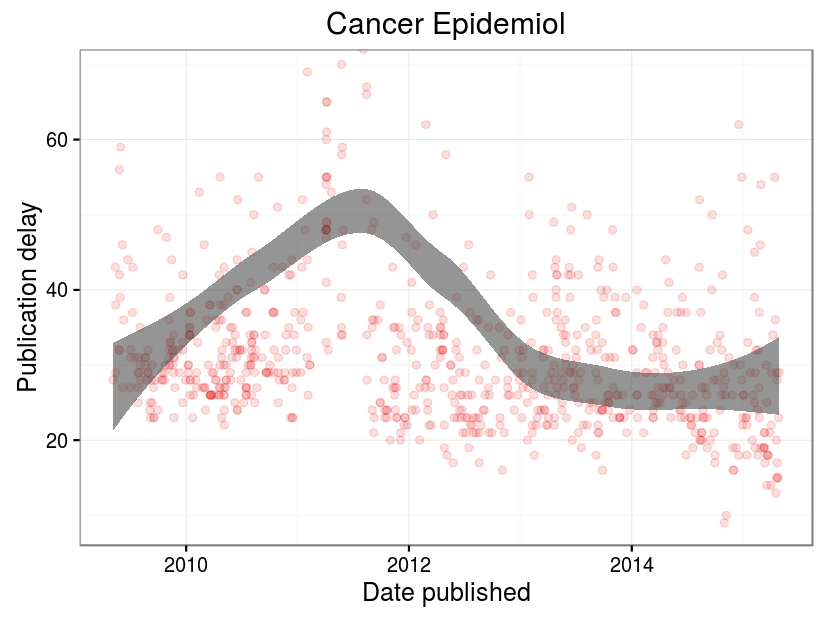 Cancer Epidemiol
Publication delay
60
40
20
2010 2012 2014
Date published